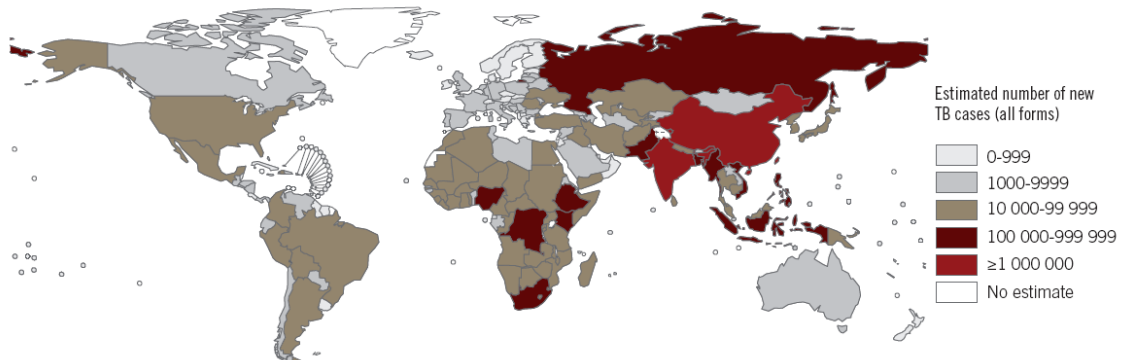 Estimated number of new
TB cases (all forms)
0-999
1000-9999
10 000-99 999
100 000-999 999
≥1 000 000
No estimate